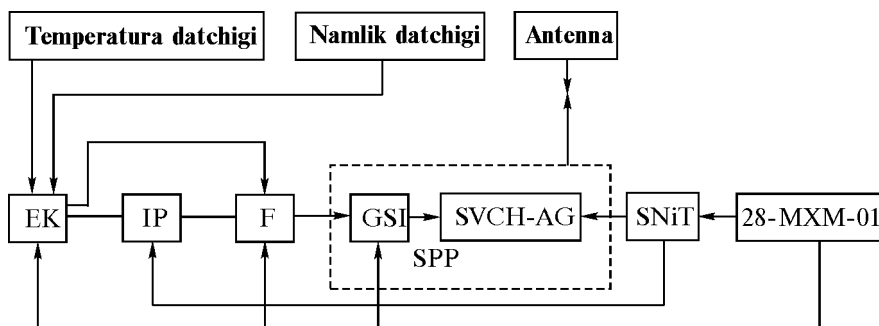 Temperatura datchigi
Namlik datchigi
Antenna
EK
IP
F
GSI
SVCH-AG
SNiT
28-MXM-01
SPP